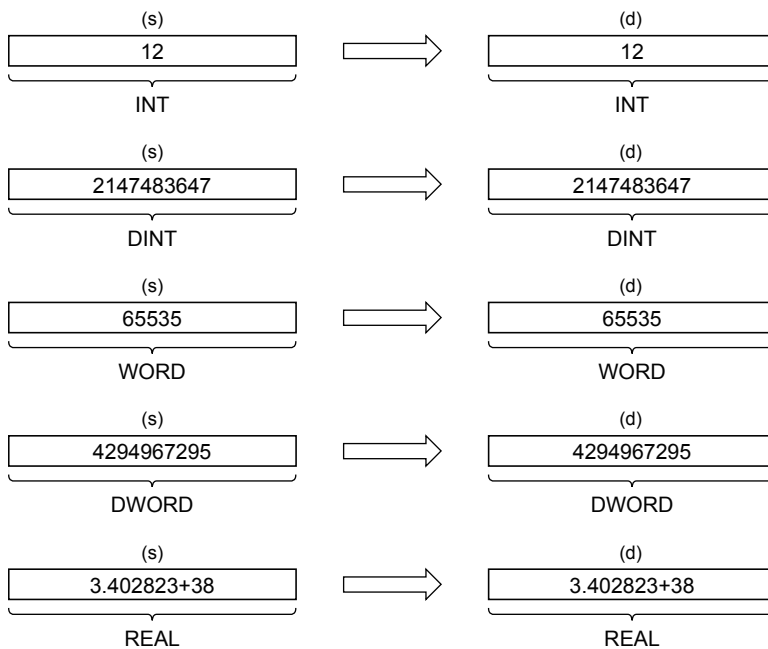 (s) (d)
12 12
INT INT
(s) (d)
2147483647 2147483647
DINT DINT
(s) (d)
65535 65535
WORD WORD
(s) (d)
4294967295 4294967295
DWORD DWORD
(s) (d)
3.402823+38 3.402823+38
REAL REAL